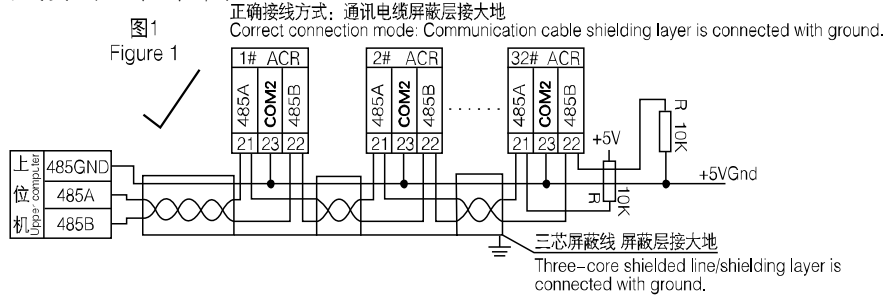 图1
Figure 1
正确接线方式：通讯电缆屏蔽层接大地
Correct connection mode: Communication cable shielding layer is connected with ground.
1# ACR
485A
COM2
485B
21 23 22
2# ACR
485A
COM2
485B
21 23 22
......
32# ACR
485A
COM2
485B
21 23 22
R
10K
+5V
R
10K
+5VGnd
上位机
Upper computer
485GND
485A
485B
三芯屏蔽线 屏蔽层接大地
Three-core shielded line/shielding layer is
connected with ground.